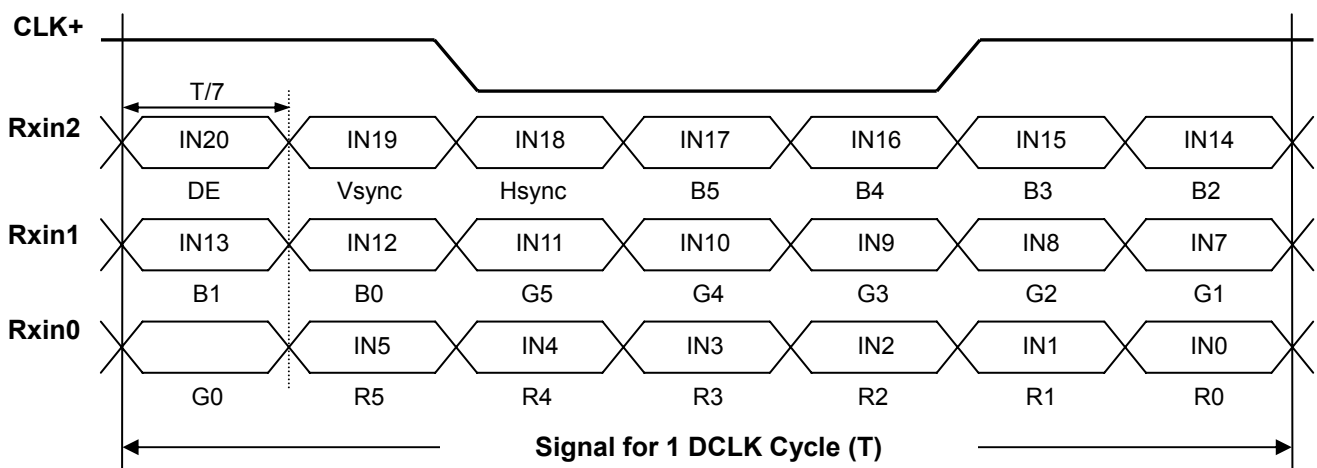 CLK+
T/7
Rxin2 IN20 IN19 IN18 IN17 IN16 IN15 IN14
DE Vsync Hsync B5 B4 B3 B2
Rxin1 IN13 IN12 IN11 IN10 IN9 IN8 IN7
B1 B0 G5 G4 G3 G2 G1
Rxin0 IN5 IN4 IN3 IN2 IN1 IN0
G0 R5 R4 R3 R2 R1 R0
Signal for 1 DCLK Cycle (T)